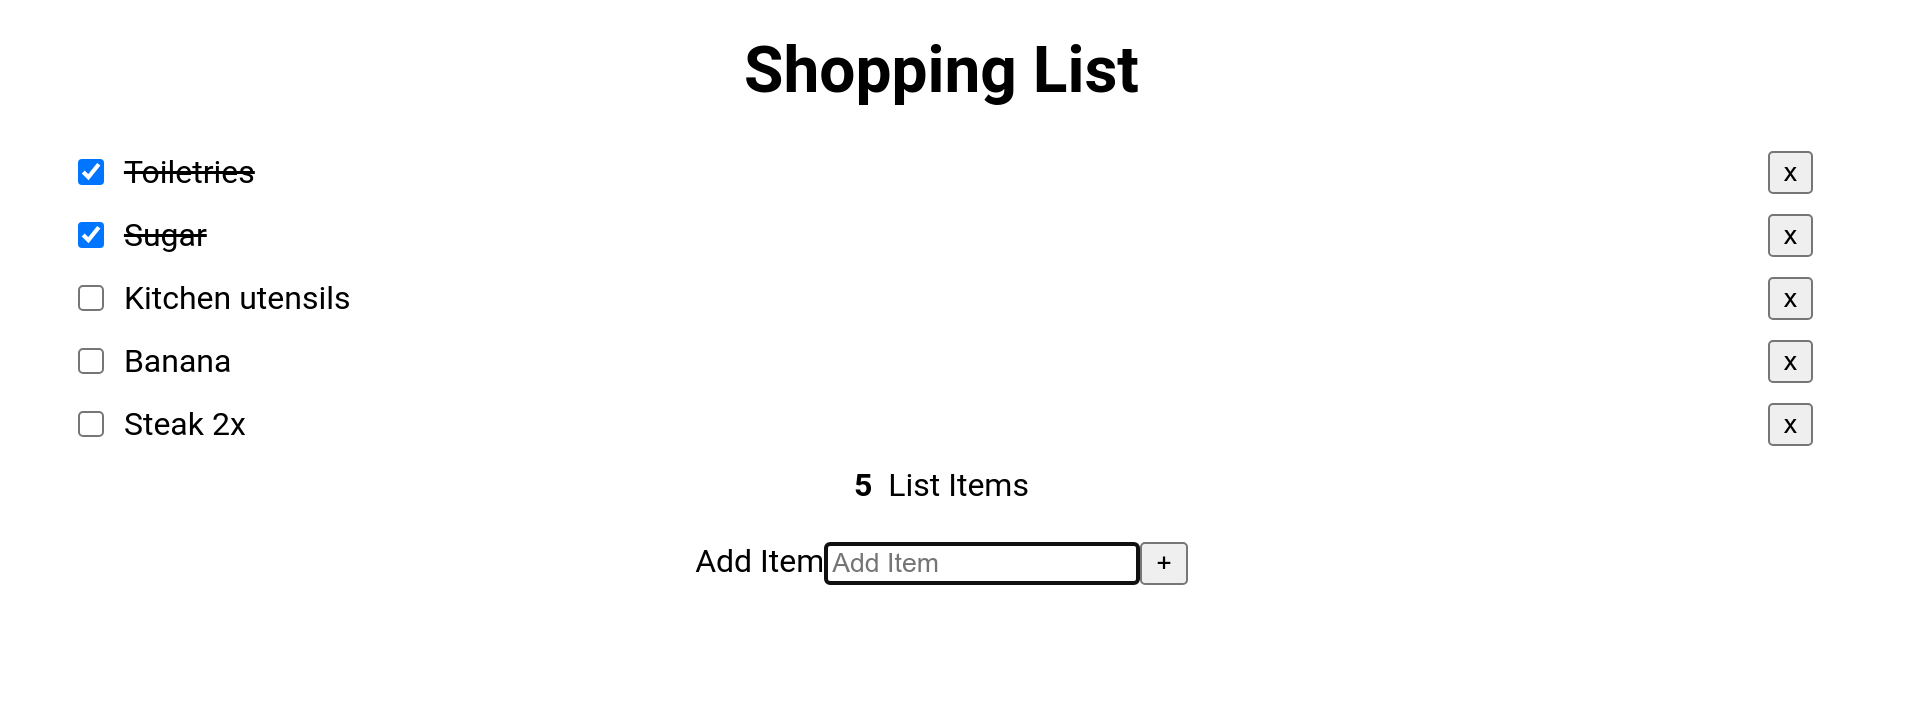 Shopping List
Toiletries x
Sugar x
Kitchen utensils x
Banana x
Steak 2x x
5 List Items
Add Item Add Item +